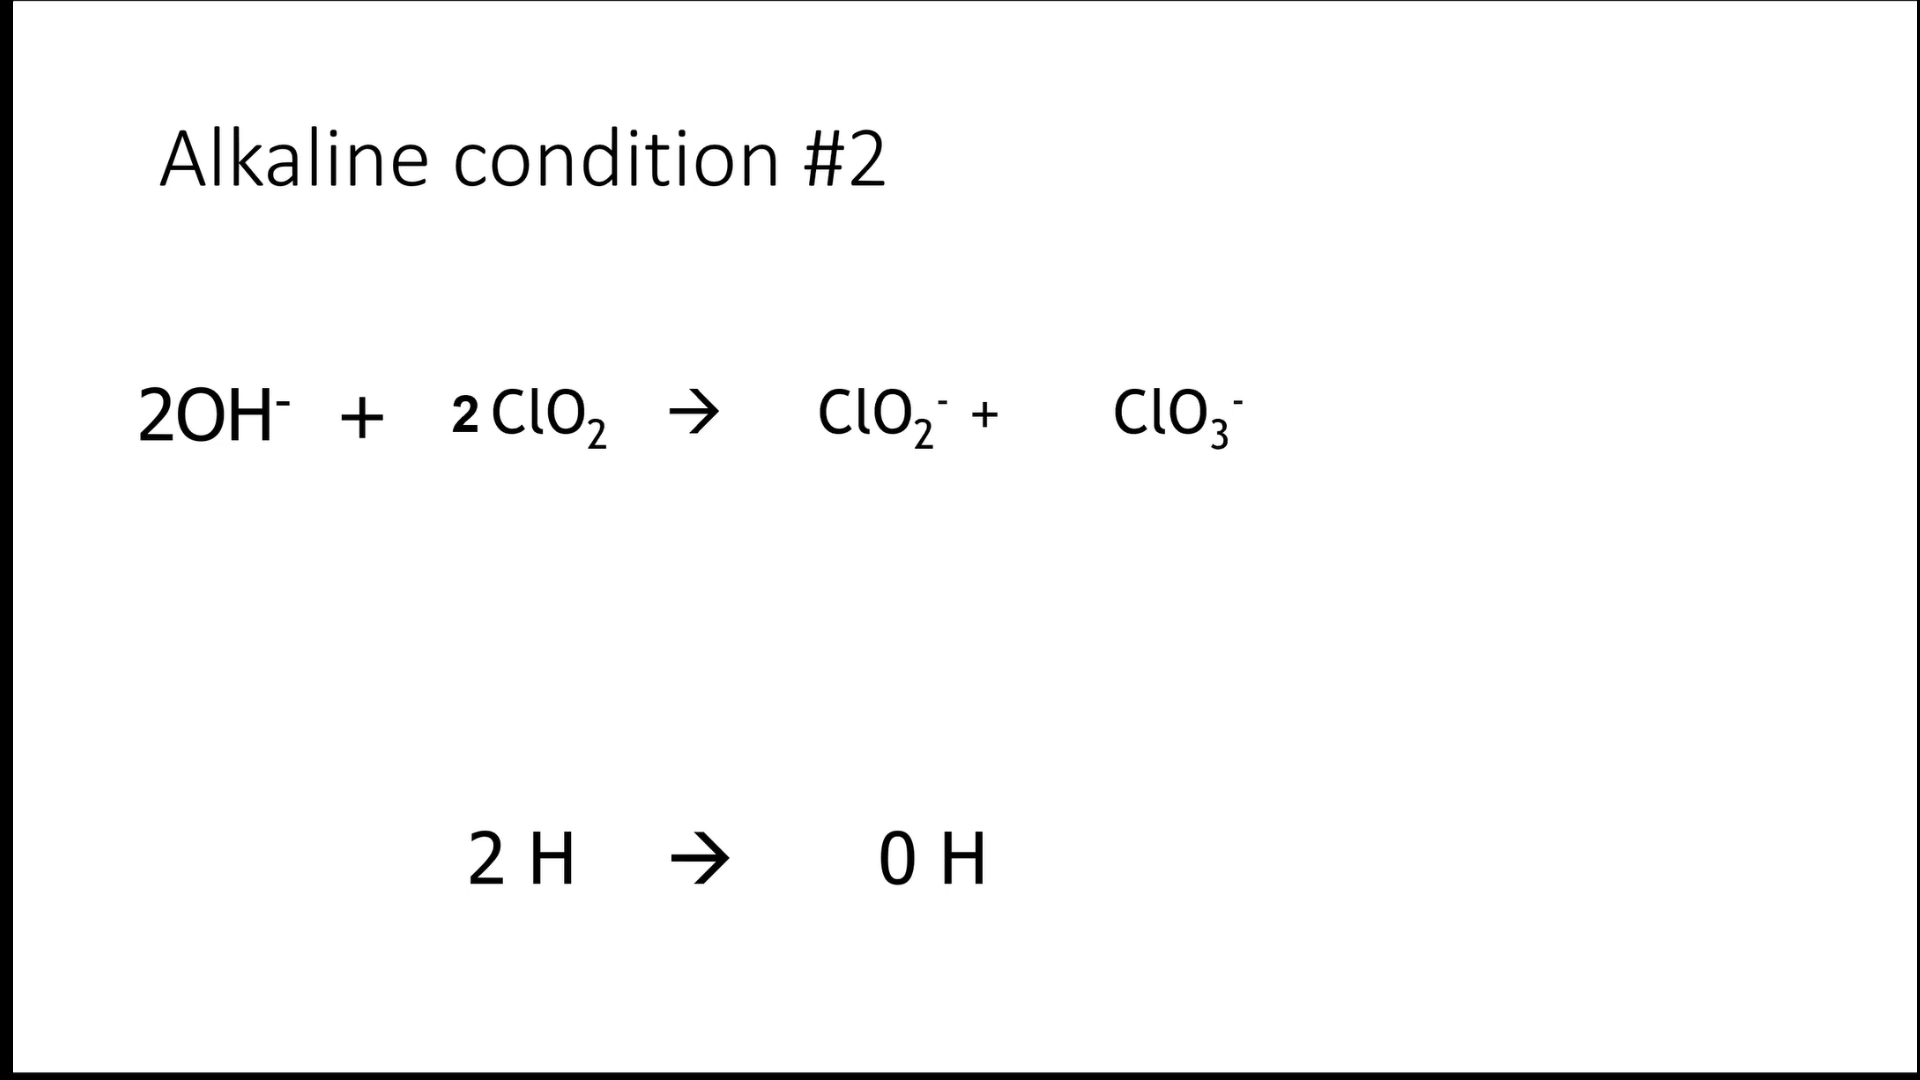 Alkaline condition #2
2OH⁻ + 2 ClO₂ → ClO₂⁻ + ClO₃⁻
2 H → 0 H